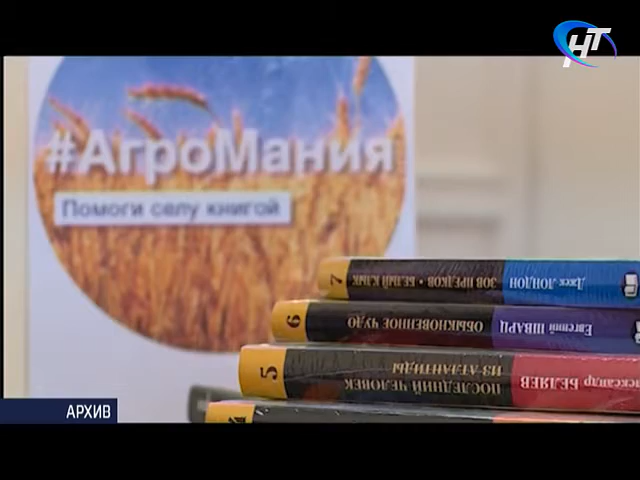 НТ
#АгроМания
Помоги селу книгой
7
ЗОВ ПРЕДКОВ • БЕЛЫЙ КЛЫК
Джек ЛОНДОН
6
ОБЫКНОВЕННОЕ ЧУДО
Евгений ШВАРЦ
5
ПОСЛЕДНИЙ ЧЕЛОВЕК
ИЗ АТЛАНТИДЫ
лександр БЕЛЯЕВ
АРХИВ